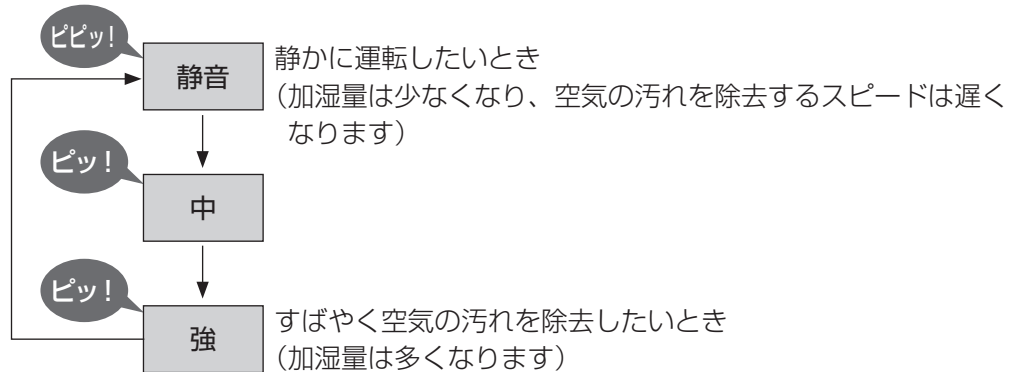 ピピッ!
静音
静かに運転したいとき
（加湿量は少なくなり、空気の汚れを除去するスピードは遅く
なります）
ピッ!
中
ピッ!
強
すばやく空気の汚れを除去したいとき
（加湿量は多くなります）